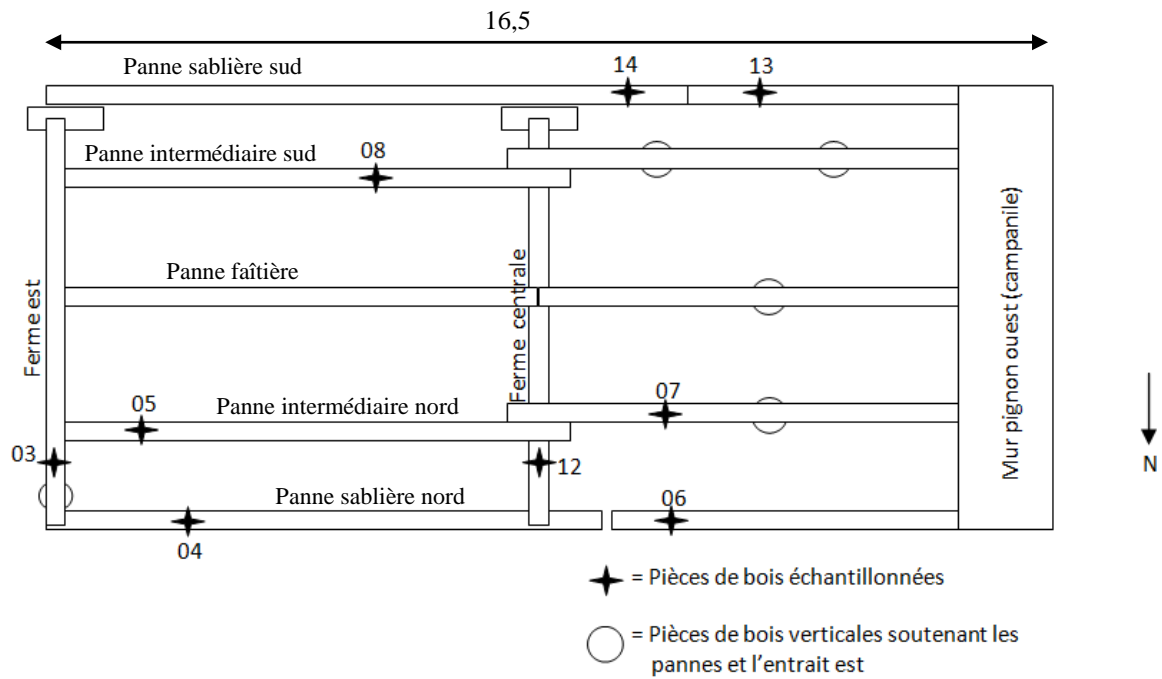 16,5
Panne sablière sud
14
13
Panne intermédiaire sud
08
Panne faîtière
Ferme est
Ferme centrale
Mur pignon ouest (campanile)
05
Panne intermédiaire nord
07
03
12
N
Panne sablière nord
06
04
= Pièces de bois échantillonnées
= Pièces de bois verticales soutenant les
pannes et l'entrait est